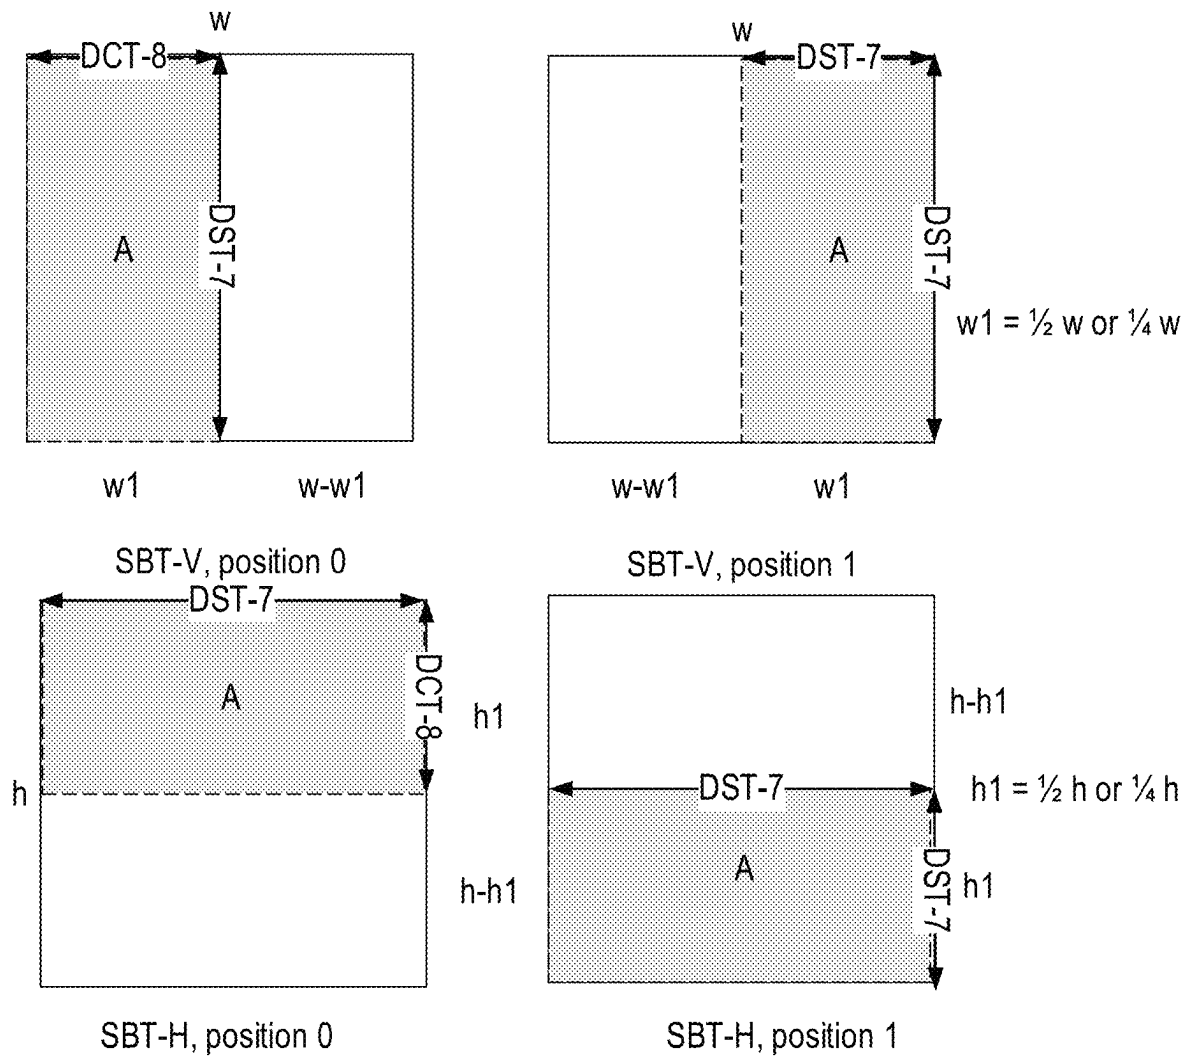 w
DCT-8
DST-7
A
w1
w-w1
SBT-V, position 0
w
DST-7
DST-7
A
w1 = ½ w or ¼ w
w-w1
w1
SBT-V, position 1
DST-7
DCT-8
A
h1
h
h-h1
SBT-H, position 0
h-h1
DST-7
h1 = ½ h or ¼ h
A
DST-7
h1
SBT-H, position 1